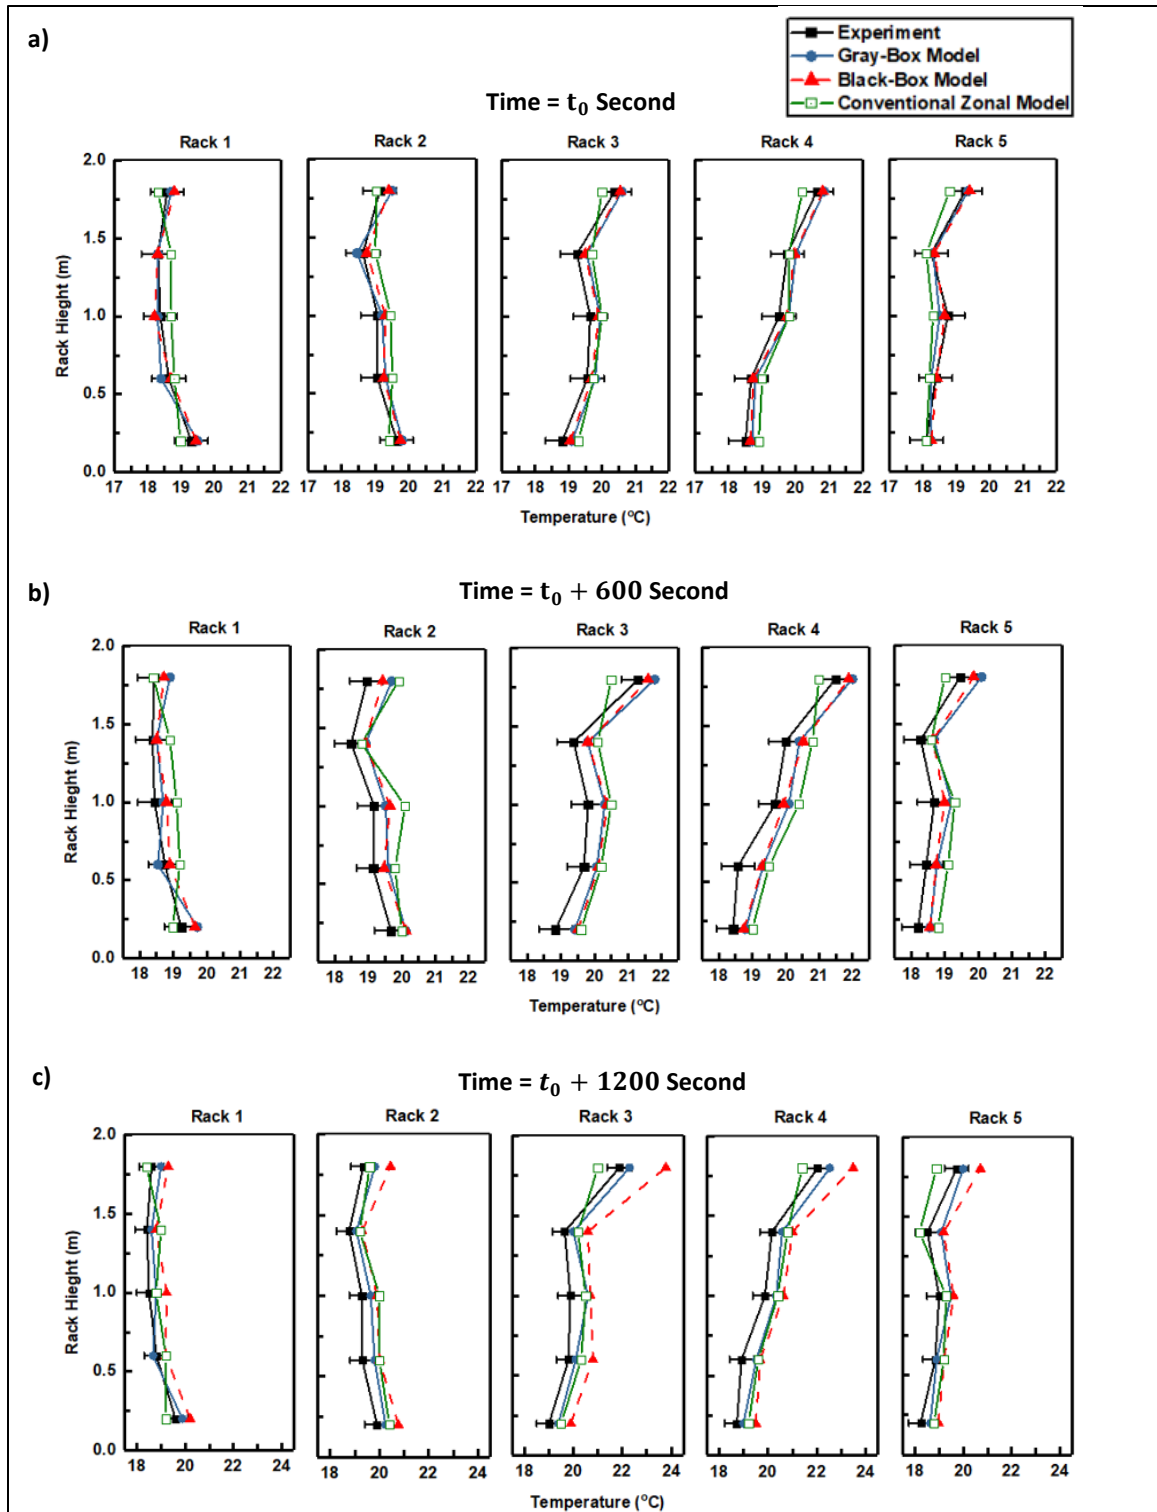 a)
Experiment
Gray-Box Model
Black-Box Model
Conventional Zonal Model
Time = t₀ Second
Rack 1 Rack 2 Rack 3 Rack 4 Rack 5
Rack Hieght (m)
2.0
1.5
1.0
0.5
0.0
17 18 19 20 21 22 17 18 19 20 21 22 17 18 19 20 21 22 17 18 19 20 21 22 17 18 19 20 21 22
Temperature (°C)
b)
Time = t₀ + 600 Second
Rack 1 Rack 2 Rack 3 Rack 4 Rack 5
Rack Hieght (m)
2.0
1.5
1.0
0.5
0.0
18 19 20 21 22 18 19 20 21 22 18 19 20 21 22 18 19 20 21 22 18 19 20 21 22
Temperature (°C)
c)
Time = t₀ + 1200 Second
Rack 1 Rack 2 Rack 3 Rack 4 Rack 5
Rack Hieght (m)
2.0
1.5
1.0
0.5
0.0
18 20 22 24 18 20 22 24 18 20 22 24 18 20 22 24 18 20 22 24
Temperature (°C)